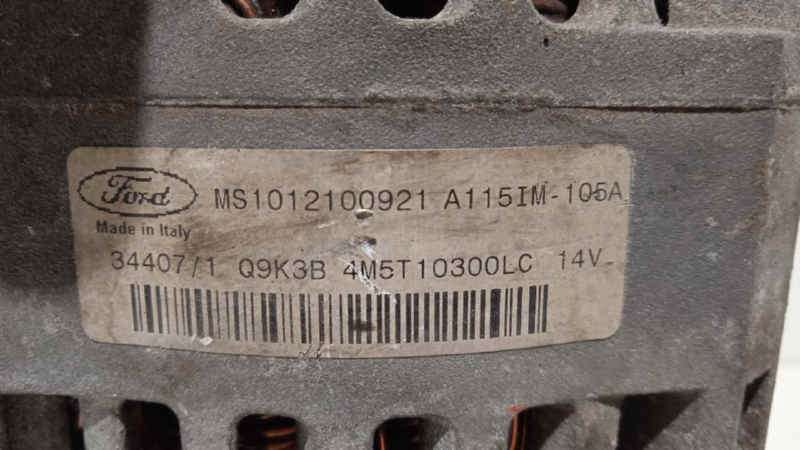 Ford MS1012100921 A115IM-105A
Made in Italy
34407/1 Q9K3B 4M5T10300LC 14V